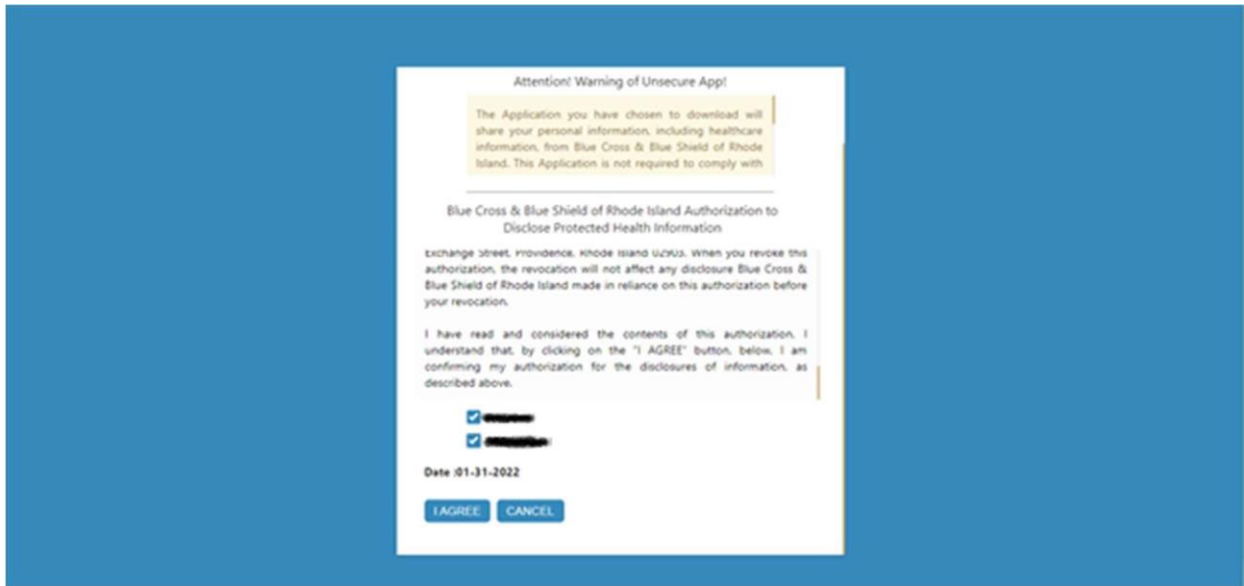 Attention! Warning of Unsecure App!
The Application you have chosen to download will
share your personal information, including healthcare
information, from Blue Cross & Blue Shield of Rhode
Island. This Application is not required to comply with
Blue Cross & Blue Shield of Rhode Island Authorization to
Disclose Protected Health Information
Exchange Street, Providence, Rhode Island 02903. When you revoke this
authorization, the revocation will not affect any disclosure Blue Cross &
Blue Shield of Rhode Island made in reliance on this authorization before
your revocation.
I have read and considered the contents of this authorization. I
understand that, by clicking on the "I AGREE" button, below, I am
confirming my authorization for the disclosures of information, as
described above.
Date :01-31-2022
I AGREE CANCEL